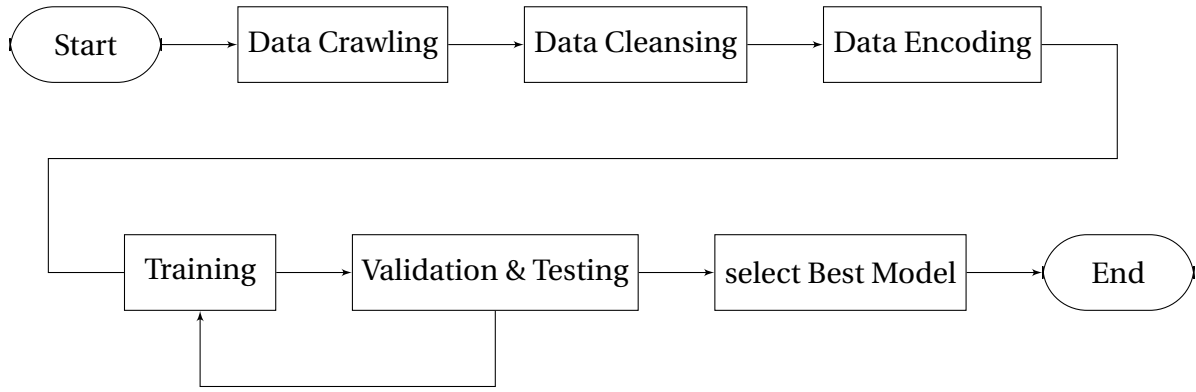 Start
Data Crawling
Data Cleansing
Data Encoding
Training
Validation & Testing
select Best Model
End